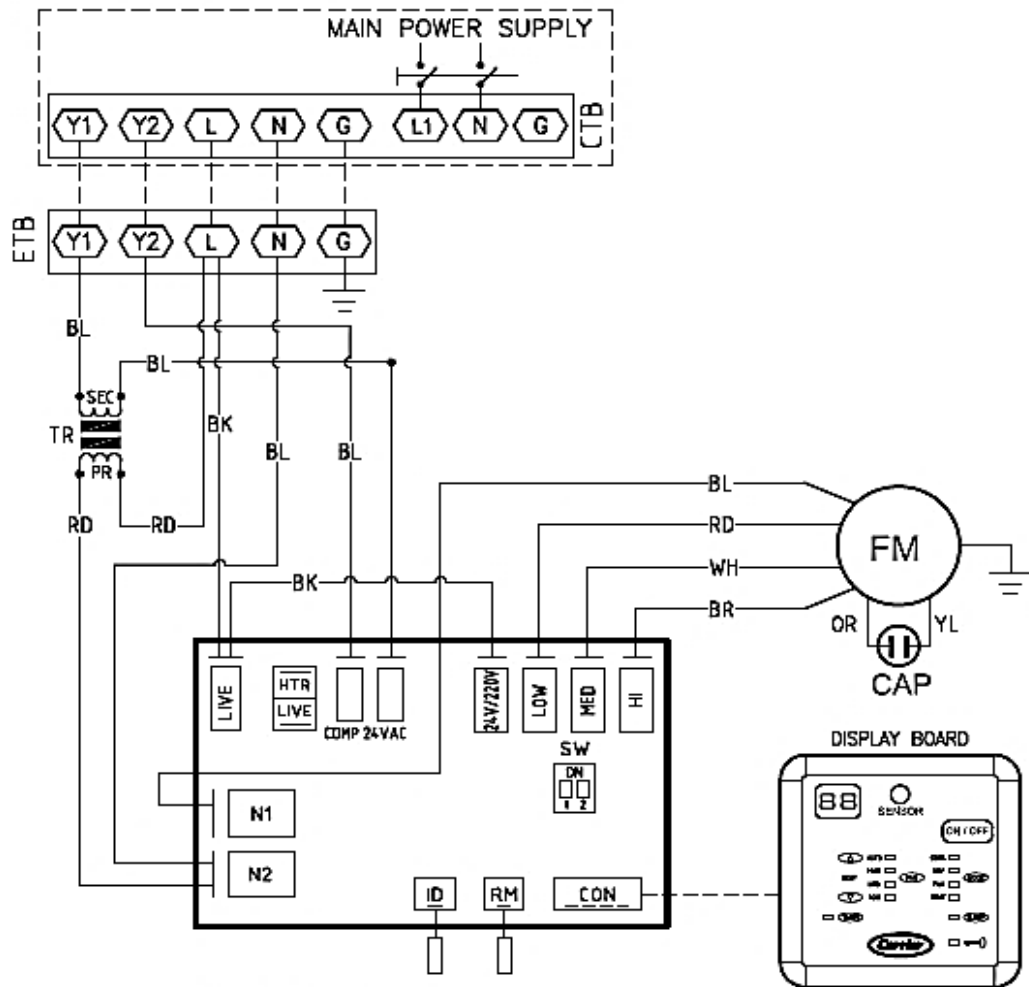 MAIN POWER SUPPLY
Y1 Y2 L N G L1 N G
CTB
ETB
Y1 Y2 L N G
BL
BL
SEC
TR
PR
BK
BL
BL
RD
RD
BK
BL
RD
WH
BR
FM
OR
YL
CAP
LIVE
HTR
LIVE
COMP 24VAC
24V/220V
LOW
MED
HI
SW
ON
1 2
N1
N2
ID
RM
CON
DISPLAY BOARD
88
SENSOR
ON/OFF
Carrier